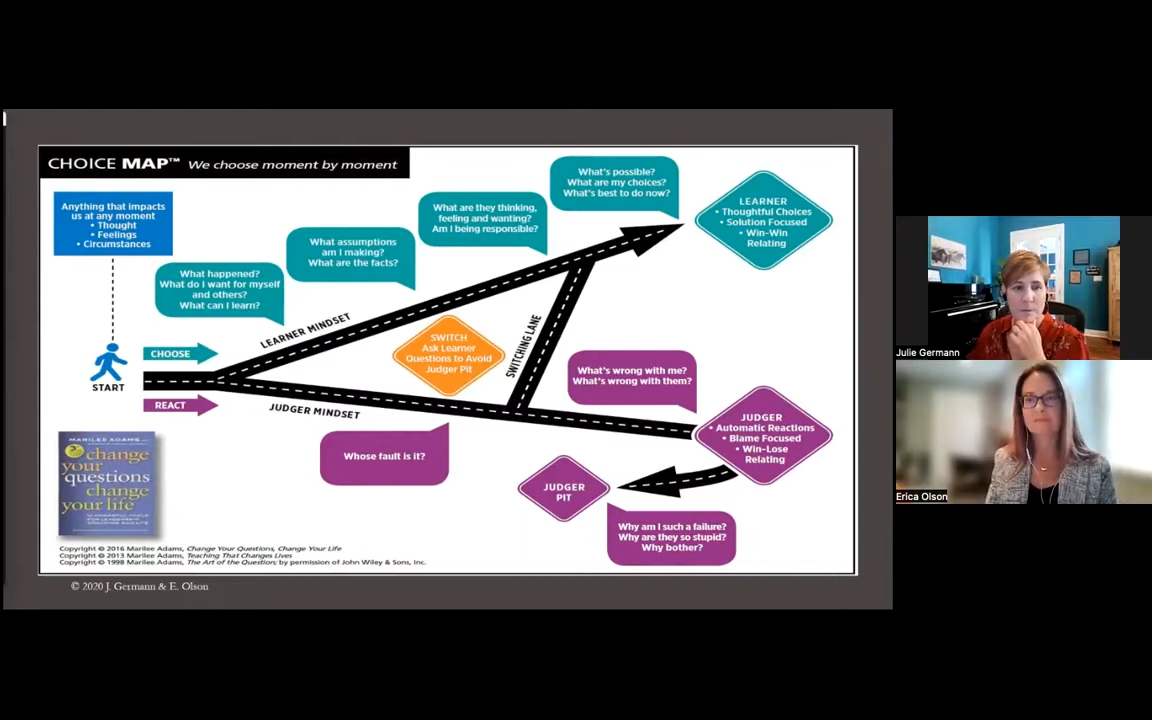 CHOICE MAP™ We choose moment by moment
Anything that impacts
us at any moment
• Thought
• Feelings
• Circumstances
What happened?
What do I want for myself
and others?
What can I learn?
What assumptions
am I making?
What are the facts?
What are they thinking,
feeling and wanting?
Am I being responsible?
What's possible?
What are my choices?
What's best to do now?
LEARNER
• Thoughtful Choices
• Solution Focused
• Win-Win
Relating
START
CHOOSE
REACT
LEARNER MINDSET
JUDGER MINDSET
SWITCH
Ask Learner
Questions to Avoid
Judger Pit
SWITCHING LANE
What's wrong with me?
What's wrong with them?
Whose fault is it?
JUDGER
• Automatic Reactions
• Blame Focused
• Win-Lose
Relating
JUDGER
PIT
Why am I such a failure?
Why are they so stupid?
Why bother?
MARILEE ADAMS
change
your
questions
change
your life
Copyright © 2016 Marilee Adams, Change Your Questions, Change Your Life
Copyright © 2013 Marilee Adams, Teaching That Changes Lives
Copyright © 1998 Marilee Adams, The Art of the Question; by permission of John Wiley & Sons, Inc.
© 2020 J. Germann & E. Olson
Julie Germann
Erica Olson